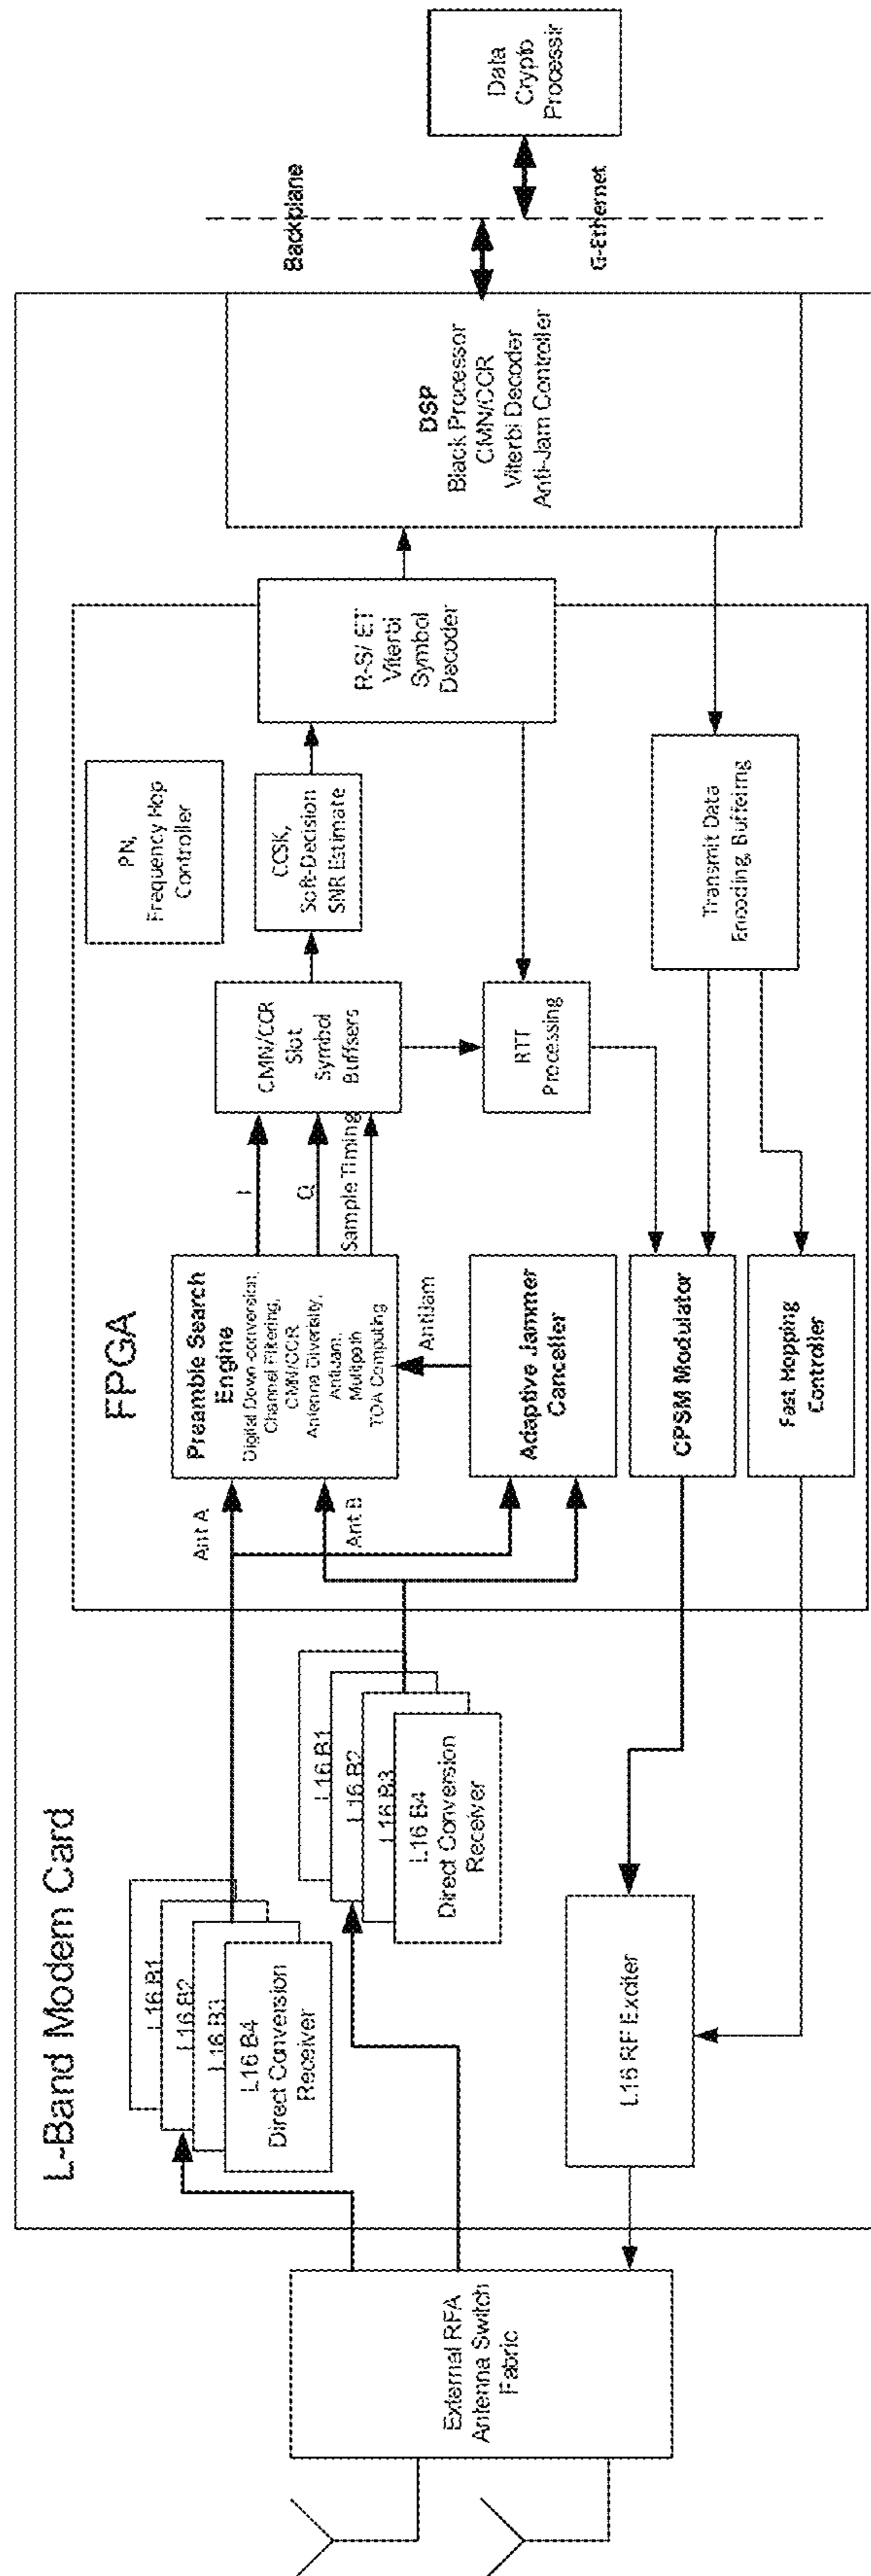 L-Band Modem Card
FPGA
External RFA
Antenna Switch
Fabric
L16 B1
L16 B2
L16 B3
L16 B4
Direct Conversion
Receiver
L16 B1
L16 B2
L16 B3
L16 B4
Direct Conversion
Receiver
L16 RF Exciter
Ant A
Ant B
Preamble Search
Engine
Digital Down-conversion,
Channel Filtering,
CMN/CCR
Antenna Diversity,
AntiJam,
Multipath
TOA Computing
AntiJam
Adaptive Jammer
Canceller
CPSM Modulator
Fast Hopping
Controller
I
Q
Sample Timing
CMN/CCR
Slot
Symbol
Buffsers
RTT
Processing
PN,
Frequency Hop
Controller
CCSK,
Soft-Decision
SNR Estimate
R-S/ ET
Viterbi
Symbol
Decoder
Transmit Data
Encoding, Buffering
DSP
Black Processor
CMN/CCR
Viterbi Decoder
Anti-Jam Controller
Backplane
G-Ethernet
Data
Crypto
Processir